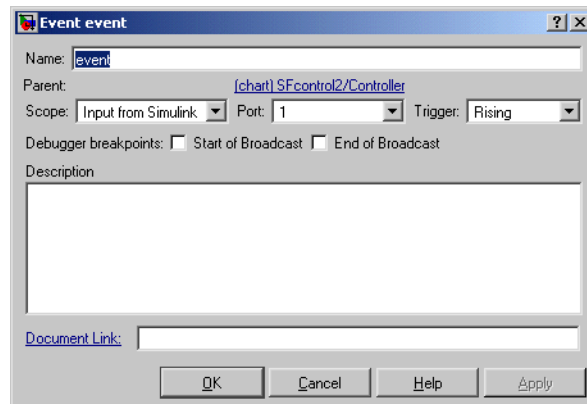 Event event
Name: event
Parent: (chart) SFcontrol2/Controller
Scope: Input from Simulink Port: 1 Trigger: Rising
Debugger breakpoints: Start of Broadcast End of Broadcast
Description
Document Link:
OK Cancel Help Apply